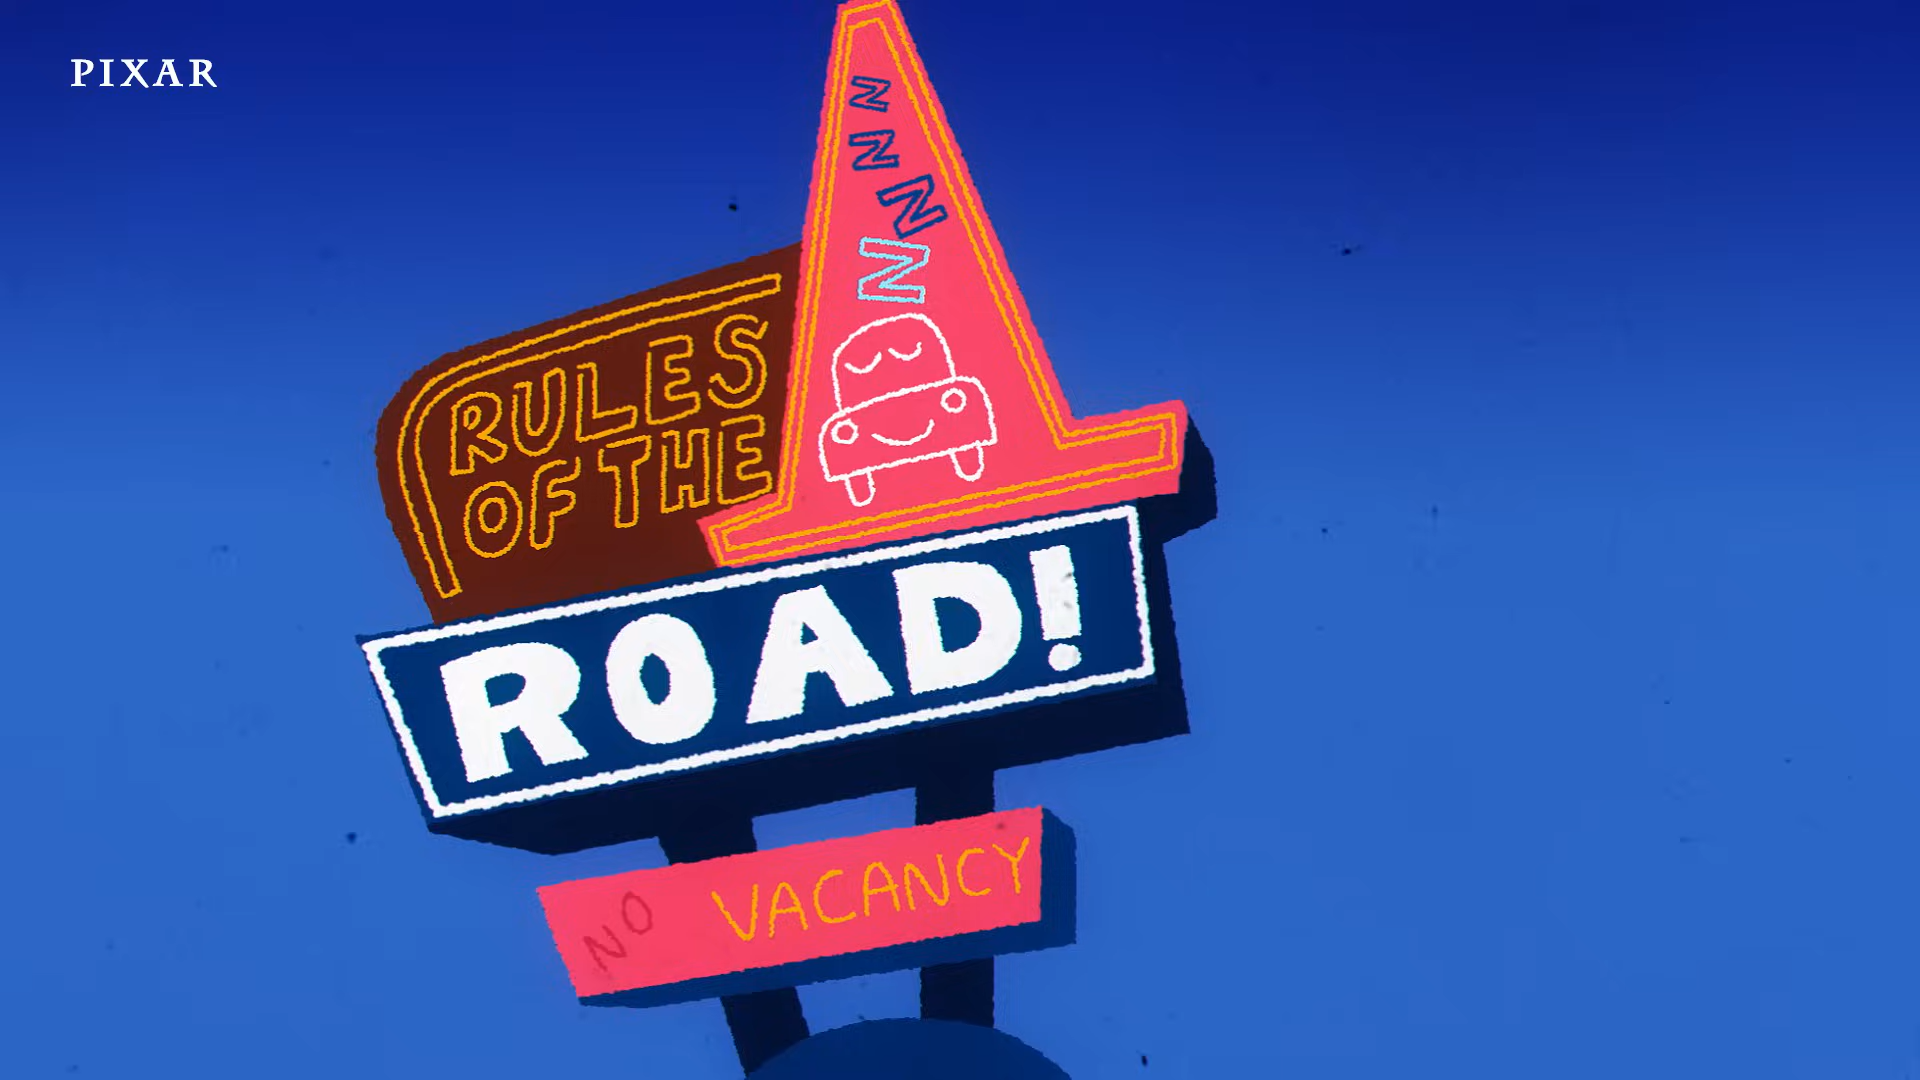 PIXAR
Z
Z
Z
Z
RULES
OF THE
ROAD!
NO VACANCY